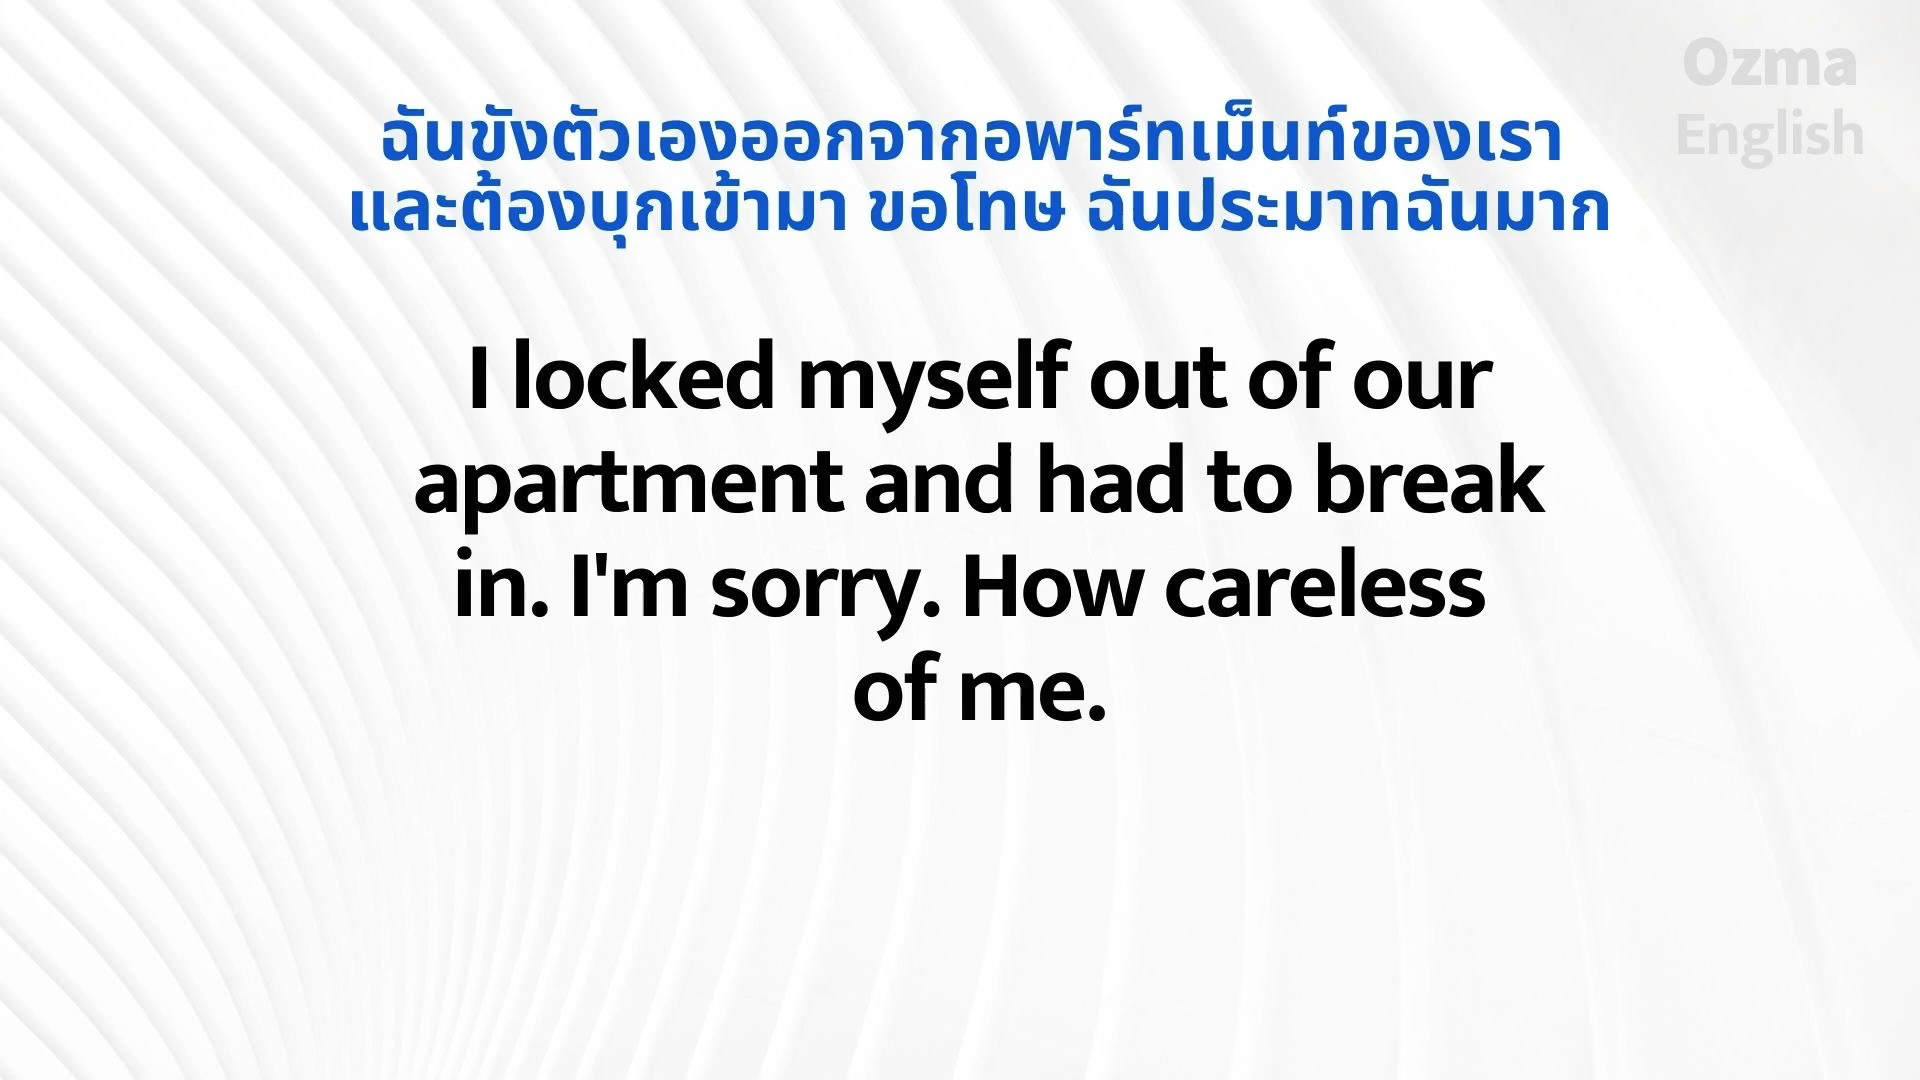 Ozma
English
ฉันขังตัวเองออกจากอพาร์ทเม็นท์ของเรา
และต้องบุกเข้ามา ขอโทษ ฉันประมาทฉันมาก
I locked myself out of our
apartment and had to break
in. I'm sorry. How careless
of me.